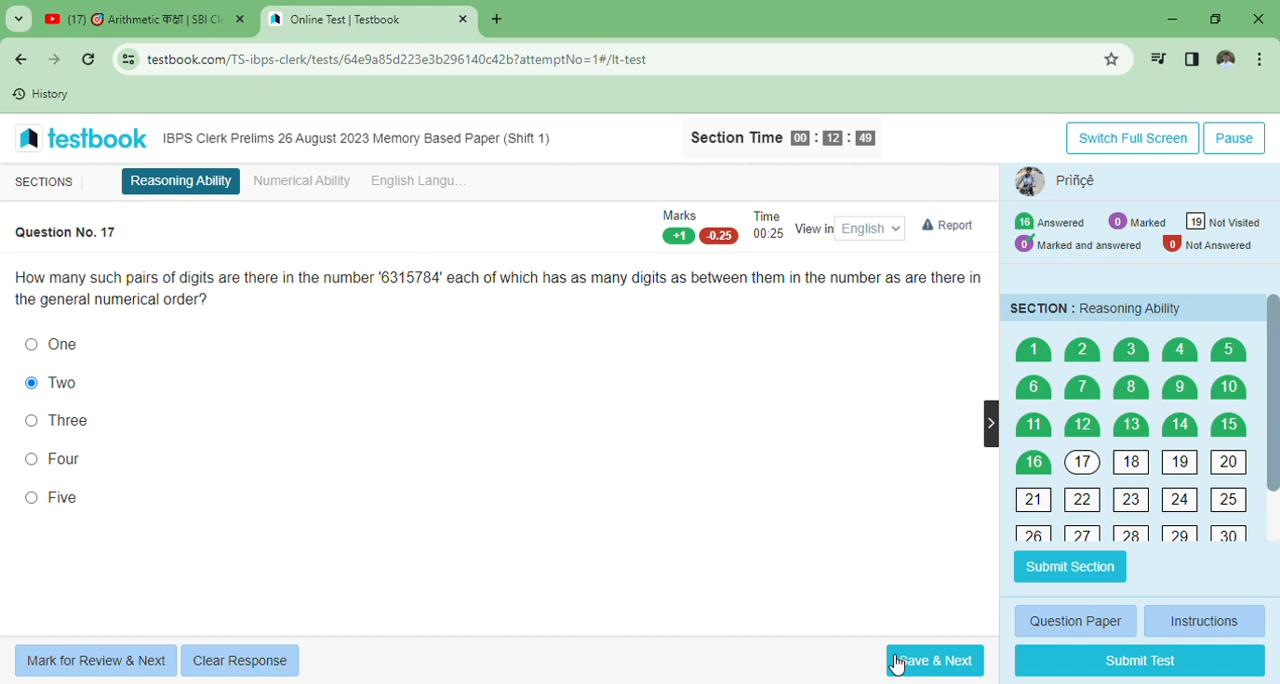 (17) 🎯 Arithmetic कक्षा | SBI Cl
Online Test | Testbook
testbook.com/TS-ibps-clerk/tests/64e9a85d223e3b296140c42b?attemptNo=1#/lt-test
History
testbook IBPS Clerk Prelims 26 August 2023 Memory Based Paper (Shift 1) Section Time 00 : 12 : 49 Switch Full Screen Pause
SECTIONS Reasoning Ability Numerical Ability English Langu... Prìñçê
Question No. 17 Marks +1 -0.25 Time 00:25 View in English Report
16 Answered 0 Marked 19 Not Visited
0 Marked and answered 0 Not Answered
How many such pairs of digits are there in the number '6315784' each of which has as many digits as between them in the number as are there in
the general numerical order?
One
Two
Three
Four
Five
SECTION : Reasoning Ability
1 2 3 4 5
6 7 8 9 10
11 12 13 14 15
16 17 18 19 20
21 22 23 24 25
26 27 28 29 30
Submit Section
Question Paper Instructions
Mark for Review & Next Clear Response Save & Next Submit Test